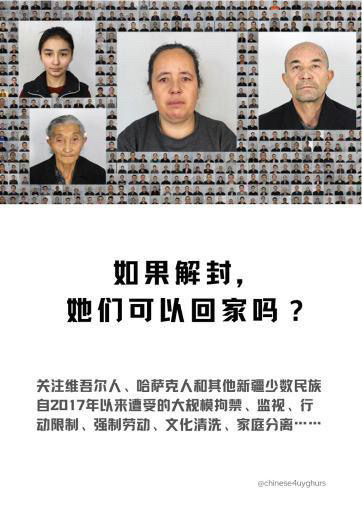 如果解封，
她们可以回家吗？
关注维吾尔人、哈萨克人和其他新疆少数民族
自2017年以来遭受的大规模拘禁、监视、行
动限制、强制劳动、文化清洗、家庭分离……
@chinese4uyghurs